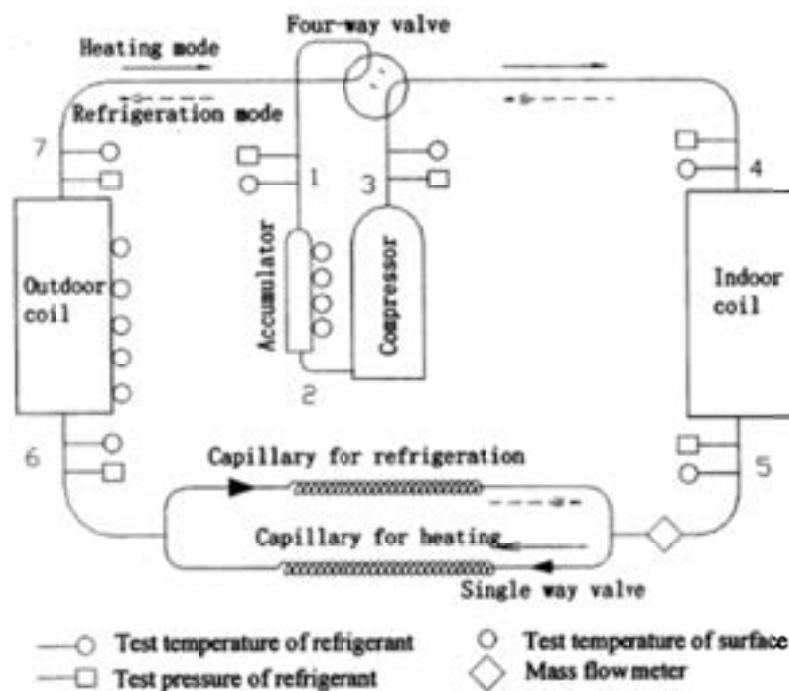 Four-way valve
Heating mode
Refrigeration mode
7
1
3
4
Outdoor
coil
Accumulator
Compressor
Indoor
coil
2
6
5
Capillary for refrigeration
Capillary for heating
Single way valve
Test temperature of refrigerant
Test temperature of surface
Test pressure of refrigerant
Mass flow meter